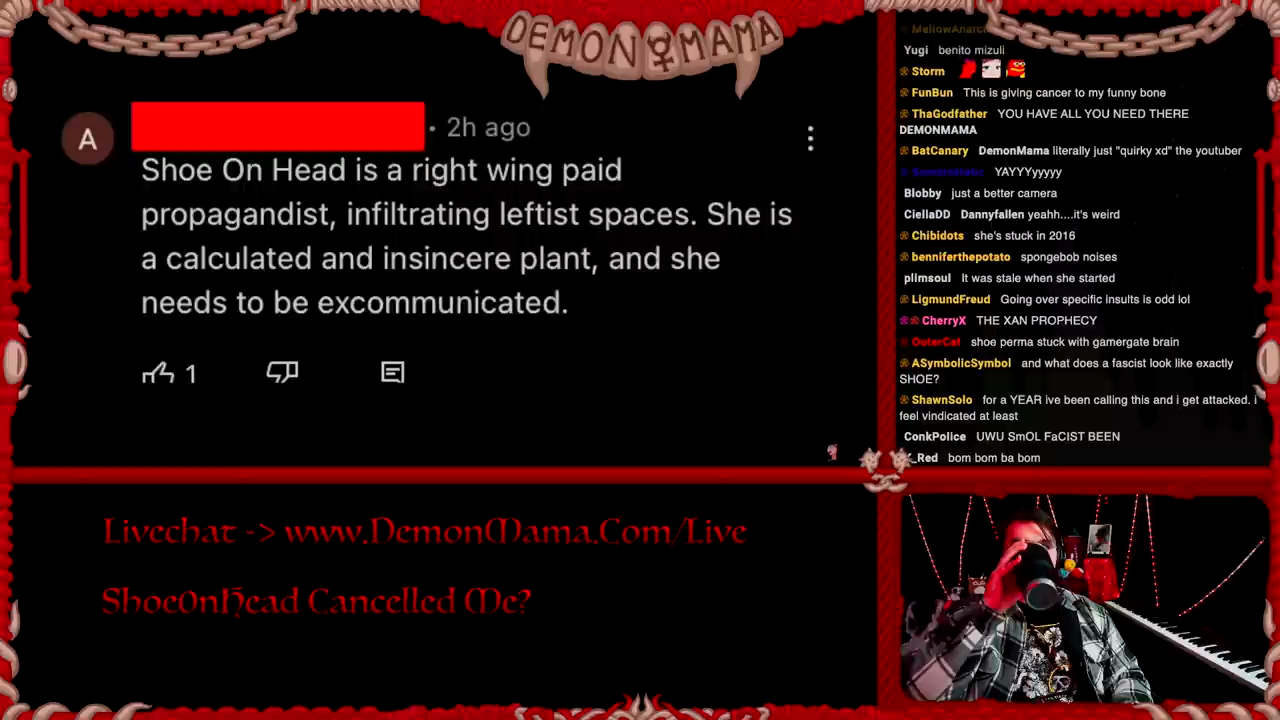 DEMON MAMA
A
· 2h ago
Shoe On Head is a right wing paid
propagandist, infiltrating leftist spaces. She is
a calculated and insincere plant, and she
needs to be excommunicated.
1
Livechat -> www.DemonMama.Com/Live
ShoeOnHead Cancelled Me?
Yugi benito mizuli
Storm
FunBun This is giving cancer to my funny bone
ThaGodfather YOU HAVE ALL YOU NEED THERE
DEMONMAMA
BatCanary DemonMama literally just "quirky xd" the youtuber
YAYYYyyyyy
Blobby just a better camera
CiellaDD Dannyfallen yeahh....it's weird
Chibidots she's stuck in 2016
benniferthepotato spongebob noises
plimsoul It was stale when she started
LigmundFreud Going over specific insults is odd lol
CherryX THE XAN PROPHECY
OuterCat shoe perma stuck with gamergate brain
ASymbolicSymbol and what does a fascist look like exactly
SHOE?
ShawnSolo for a YEAR ive been calling this and i get attacked. i
feel vindicated at least
ConkPolice UWU SmOL FaCIST BEEN
_Red bom bom ba bom